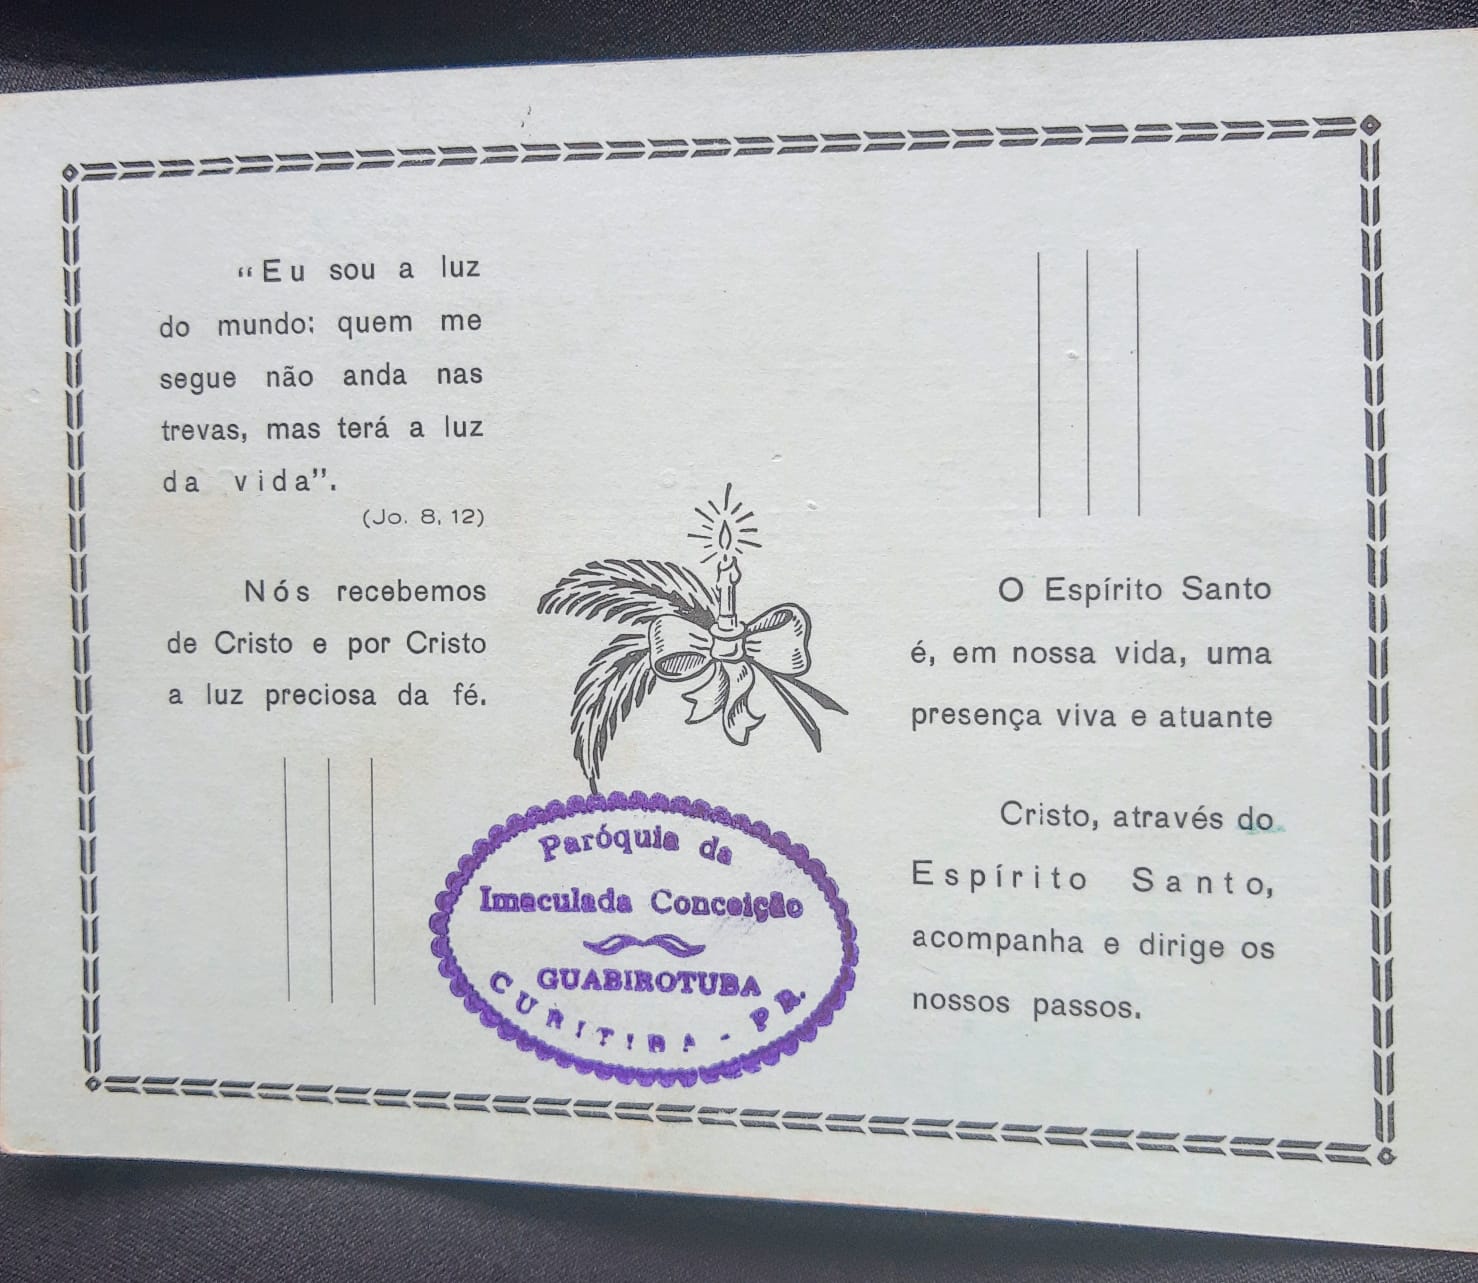 “Eu sou a luz
do mundo: quem me
segue não anda nas
trevas, mas terá a luz
da vida”.
(Jo. 8, 12)
Nós recebemos
de Cristo e por Cristo
a luz preciosa da fé.
O Espírito Santo
é, em nossa vida, uma
presença viva e atuante
Cristo, através do
Espírito Santo,
acompanha e dirige os
nossos passos.
Paróquia da
Imaculada Conceição
GUABIROTUBA
CURITIBA - PR.